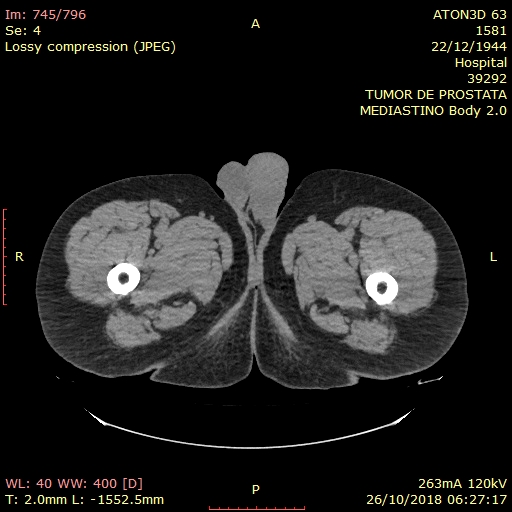 Im: 745/796
Se: 4
Lossy compression (JPEG)
A
ATON3D 63
1581
22/12/1944
Hospital
39292
TUMOR DE PROSTATA
MEDIASTINO Body 2.0
R
L
WL: 40 WW: 400 [D]
T: 2.0mm L: -1552.5mm
P
263mA 120kV
26/10/2018 06:27:17